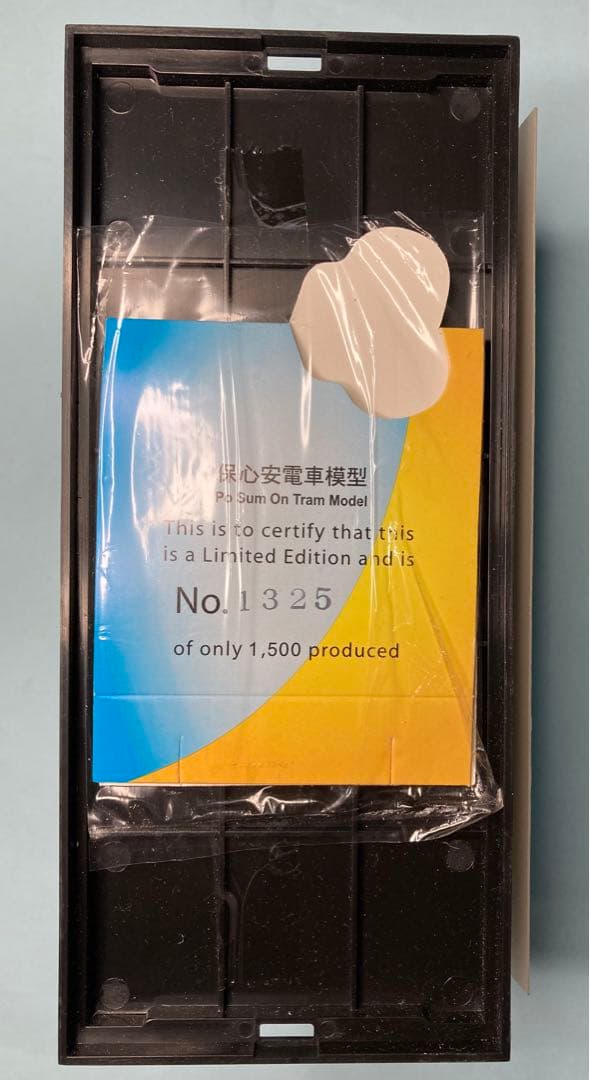 保心安電車模型
Po Sum On Tram Model
This is to certify that this
is a Limited Edition and is
No. 1325
of only 1,500 produced